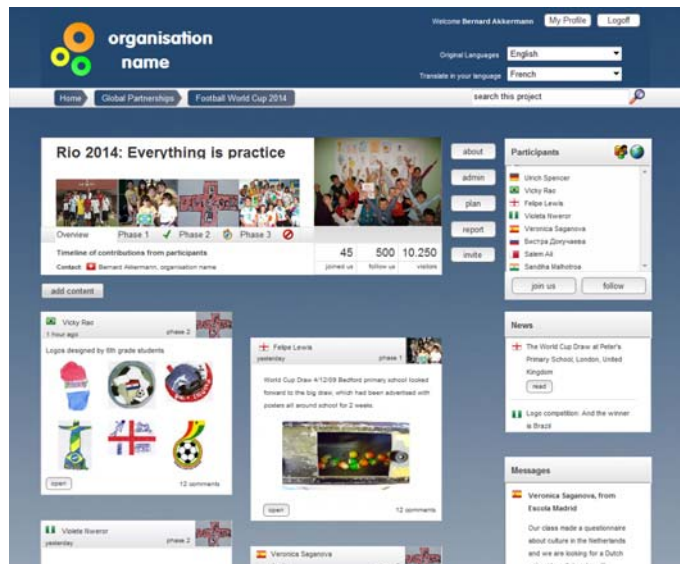 Welcome Bernard Akkermann My Profile Logoff
organisation
name
Original Languages English
Translate in your language French
Home Global Partnerships Football World Cup 2014
search this project
Rio 2014: Everything is practice
Overview Phase 1 Phase 2 Phase 3
Timeline of contributions from participants
Contact: Bernard Akkermann, organisation name
45 500 10.250
joined us follow us visitors
about
admin
plan
report
invite
Participants
Ulrich Spencer
Vicky Rao
Felipe Lewis
Violeta Nweror
Veronica Saganova
Быстра Докучаева
Salem Ali
Sanditha Malhotroa
join us follow
add content
Vicky Rao
1 hour ago phase 2
Logos designed by 6th grade students
open 12 comments
Felipe Lewis
yesterday phase 1
World Cup Draw 4/12/09 Bedford primary school looked
forward to the big draw, which had been advertised with
posters all around school for 2 weeks.
open 12 comments
News
The World Cup Draw at Peter's
Primary School, London, United
Kingdom
read
Logo competition: And the winner
is Brazil
Messages
Veronica Saganova, from
Escola Madrid
Our class made a questionnaire
about culture in the Netherlands
and we are looking for a Dutch
Violeta Nweror
yesterday phase 2
Veronica Saganova